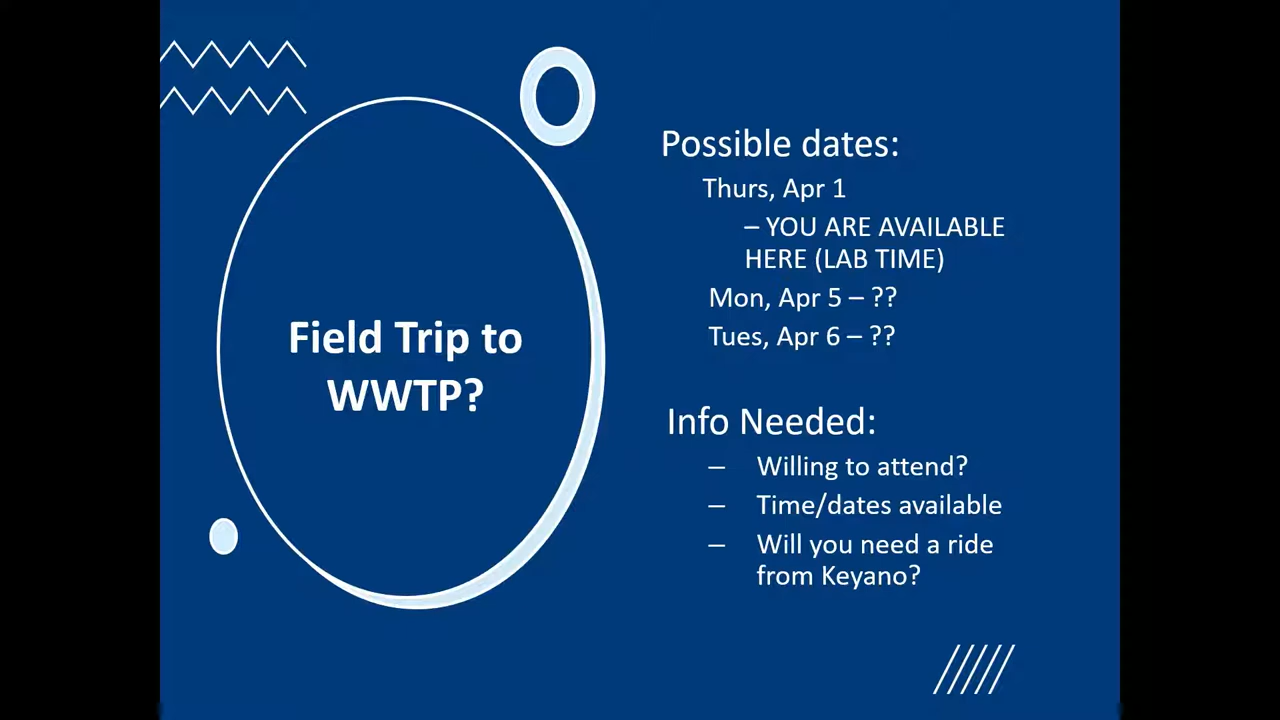 Field Trip to
WWTP?
Possible dates:
Thurs, Apr 1
– YOU ARE AVAILABLE
HERE (LAB TIME)
Mon, Apr 5 – ??
Tues, Apr 6 – ??
Info Needed:
– Willing to attend?
– Time/dates available
– Will you need a ride
from Keyano?